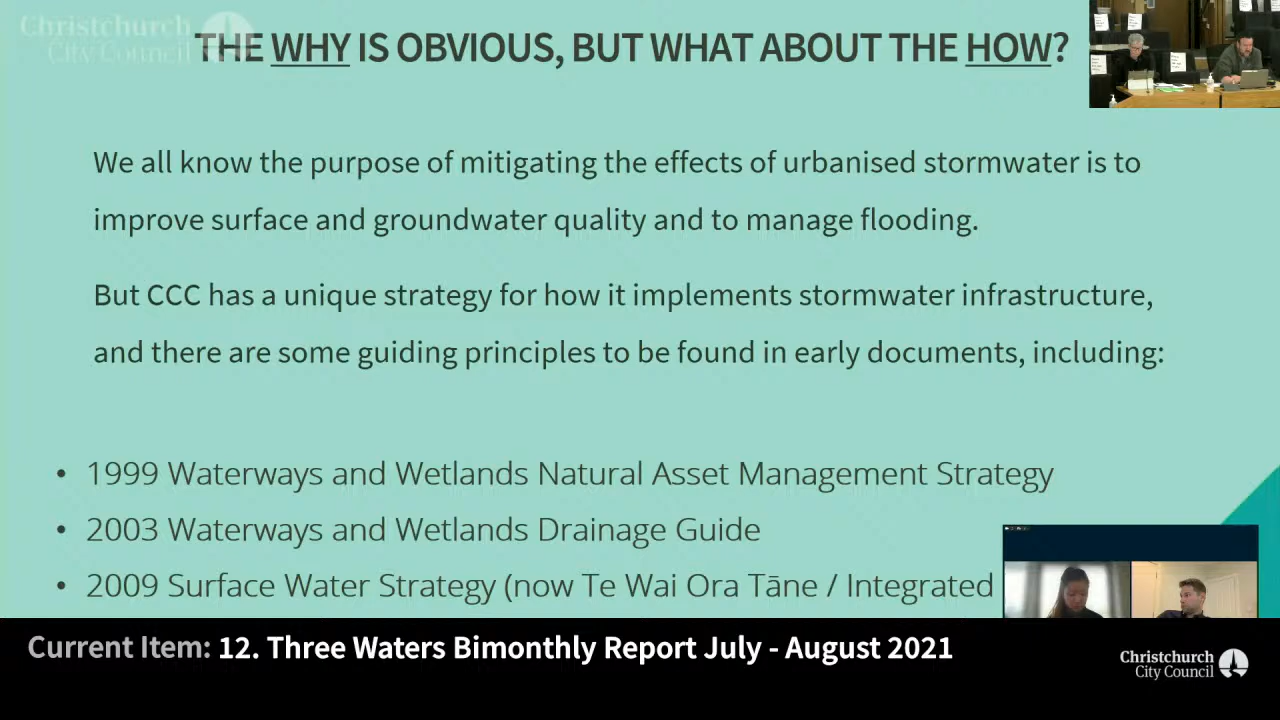 Christchurch
City Council
THE WHY IS OBVIOUS, BUT WHAT ABOUT THE HOW?
We all know the purpose of mitigating the effects of urbanised stormwater is to
improve surface and groundwater quality and to manage flooding.
But CCC has a unique strategy for how it implements stormwater infrastructure,
and there are some guiding principles to be found in early documents, including:
• 1999 Waterways and Wetlands Natural Asset Management Strategy
• 2003 Waterways and Wetlands Drainage Guide
• 2009 Surface Water Strategy (now Te Wai Ora Tāne / Integrated
Current Item: 12. Three Waters Bimonthly Report July - August 2021
Christchurch
City Council